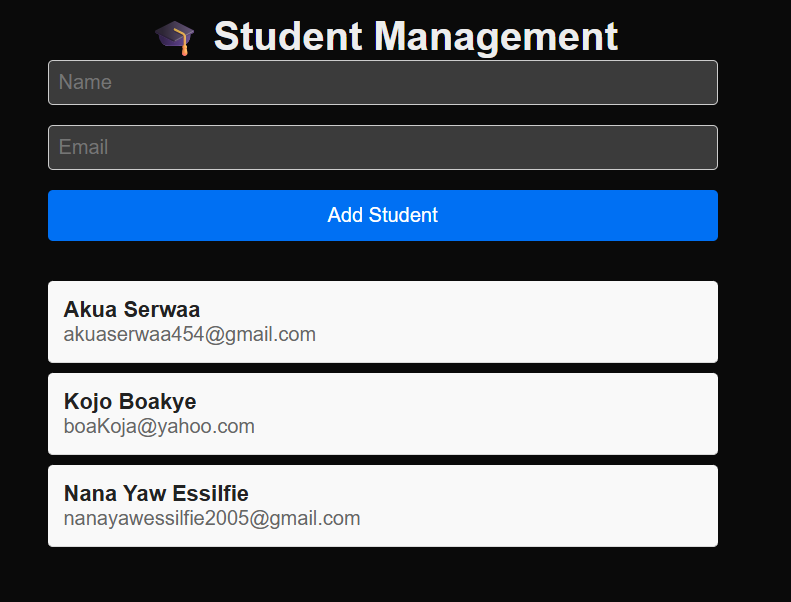 🎓 Student Management
Name
Email
Add Student
Akua Serwaa
akuaserwaa454@gmail.com
Kojo Boakye
boaKoja@yahoo.com
Nana Yaw Essilfie
nanayawessilfie2005@gmail.com